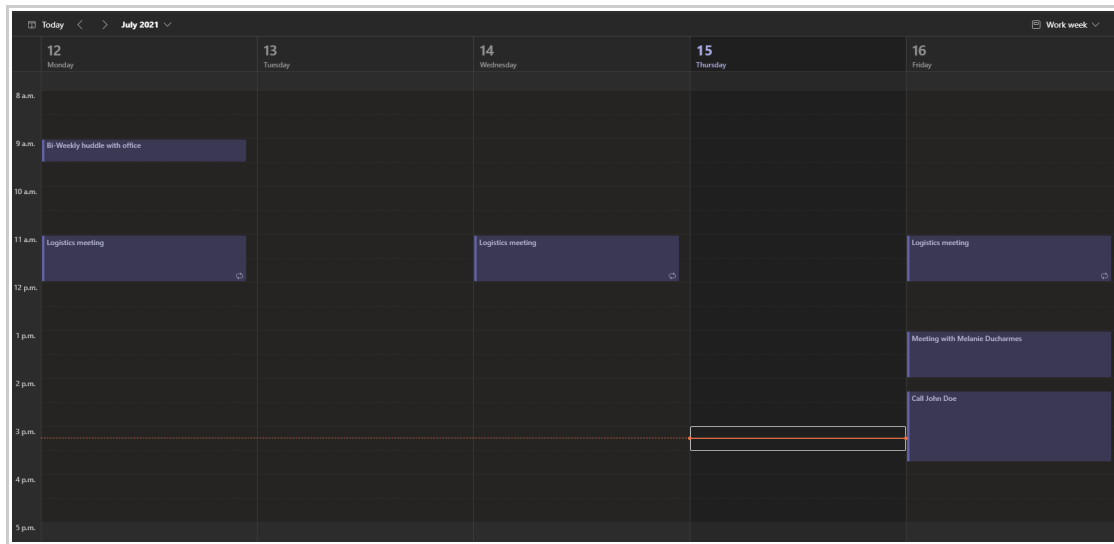 Today July 2021 Work week
12 13 14 15 16
Monday Tuesday Wednesday Thursday Friday
8 a.m.
9 a.m. Bi-Weekly huddle with office
10 a.m.
11 a.m. Logistics meeting Logistics meeting Logistics meeting
12 p.m.
1 p.m. Meeting with Melanie Ducharmes
2 p.m.
Call John Doe
3 p.m.
4 p.m.
5 p.m.